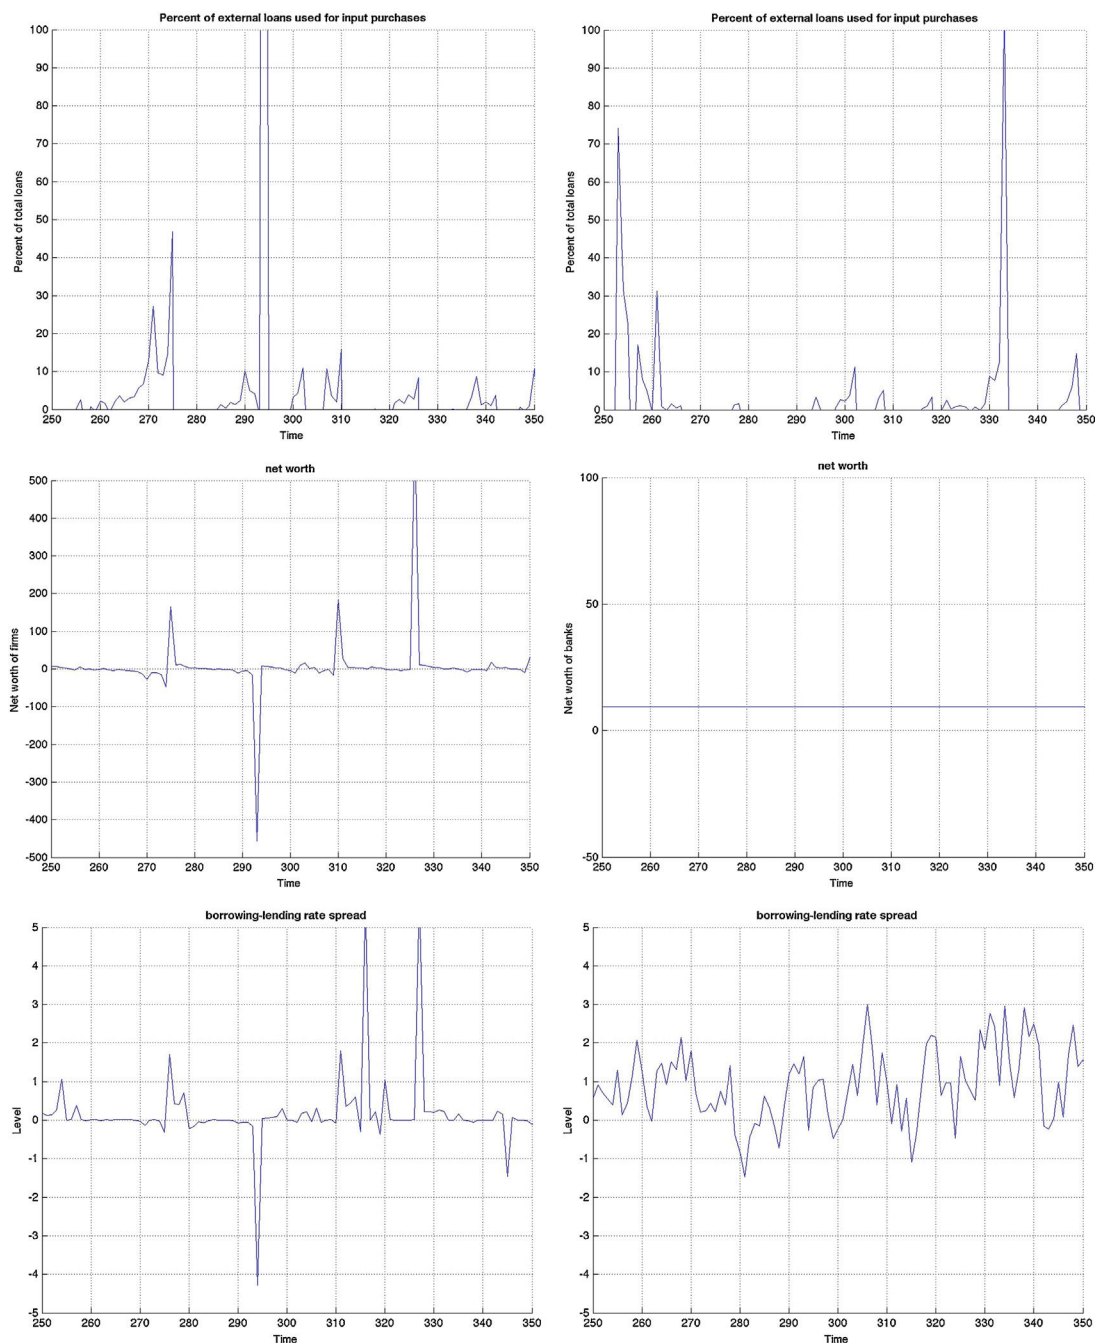 Percent of external loans used for input purchases
100
90
80
70
60
50
40
30
20
10
0
Percent of total loans
250 260 270 280 290 300 310 320 330 340 350
Time
Percent of external loans used for input purchases
100
90
80
70
60
50
40
30
20
10
0
Percent of total loans
250 260 270 280 290 300 310 320 330 340 350
Time
net worth
500
400
300
200
100
0
-100
-200
-300
-400
-500
Net worth of firms
250 260 270 280 290 300 310 320 330 340 350
Time
net worth
100
50
0
-50
Net worth of banks
250 260 270 280 290 300 310 320 330 340 350
Time
borrowing-lending rate spread
5
4
3
2
1
0
-1
-2
-3
-4
-5
Level
250 260 270 280 290 300 310 320 330 340 350
Time
borrowing-lending rate spread
5
4
3
2
1
0
-1
-2
-3
-4
-5
Level
250 260 270 280 290 300 310 320 330 340 350
Time